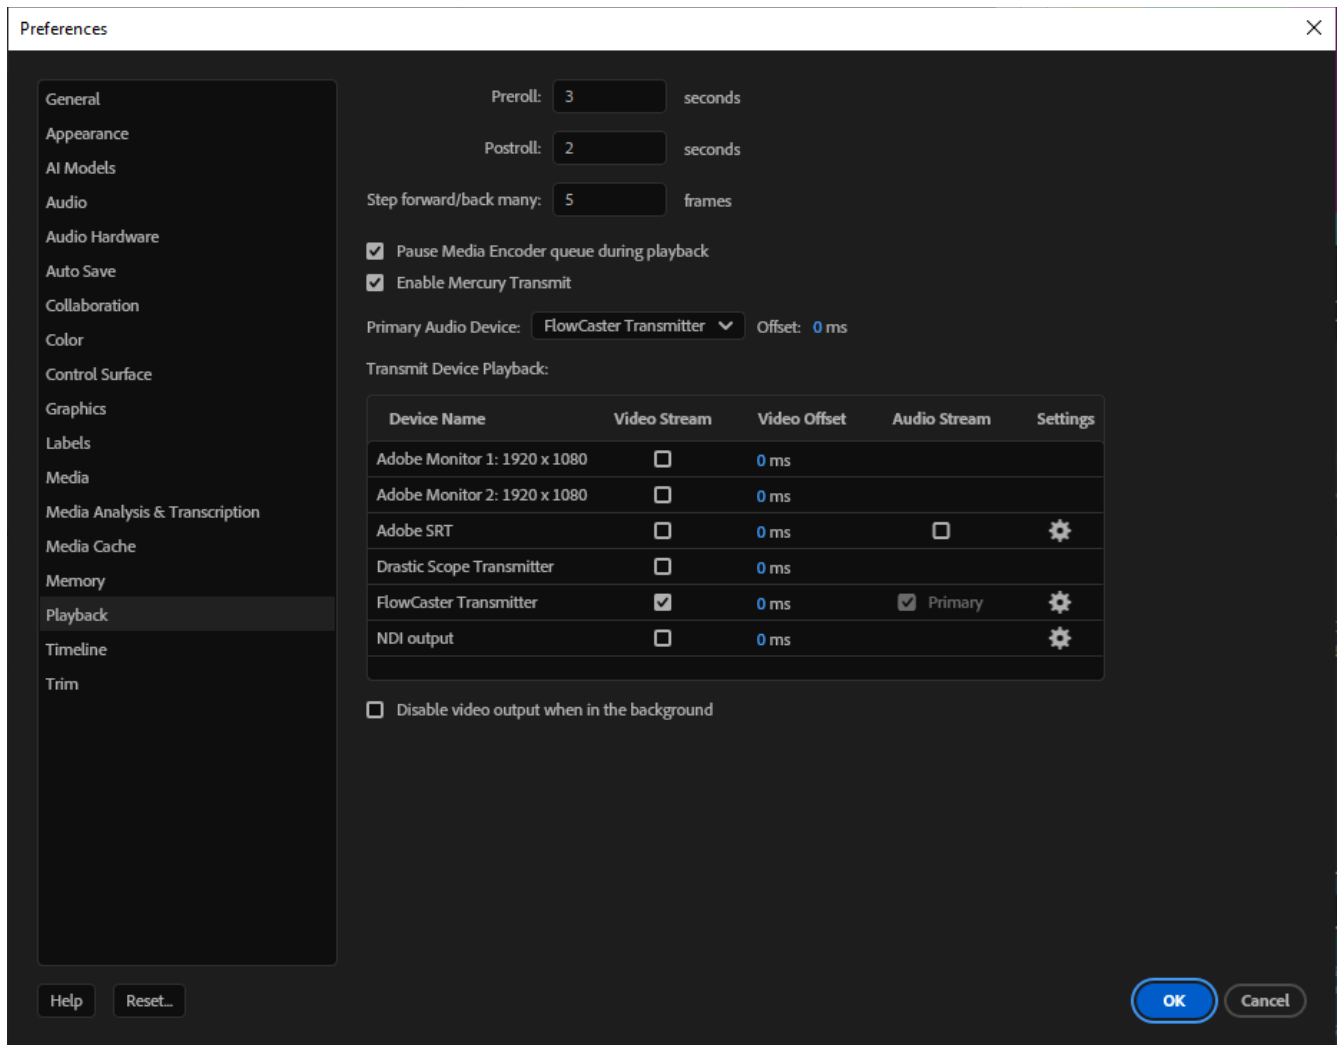 Preferences
General
Appearance
AI Models
Audio
Audio Hardware
Auto Save
Collaboration
Color
Control Surface
Graphics
Labels
Media
Media Analysis & Transcription
Media Cache
Memory
Playback
Timeline
Trim
Preroll: 3 seconds
Postroll: 2 seconds
Step forward/back many: 5 frames
Pause Media Encoder queue during playback
Enable Mercury Transmit
Primary Audio Device: FlowCaster Transmitter Offset: 0 ms
Transmit Device Playback:
Device Name Video Stream Video Offset Audio Stream Settings
Adobe Monitor 1: 1920 x 1080 0 ms
Adobe Monitor 2: 1920 x 1080 0 ms
Adobe SRT 0 ms
Drastic Scope Transmitter 0 ms
FlowCaster Transmitter 0 ms Primary
NDI output 0 ms
Disable video output when in the background
Help Reset... OK Cancel